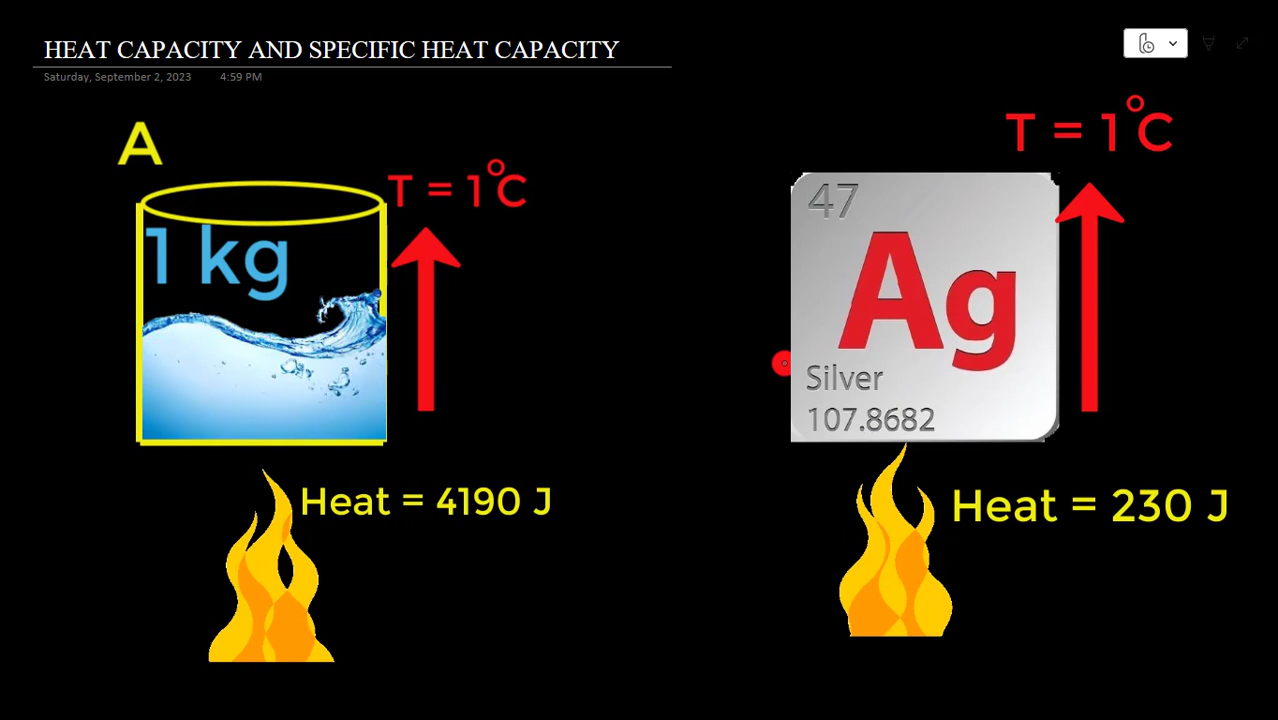 HEAT CAPACITY AND SPECIFIC HEAT CAPACITY
Saturday, September 2, 2023 4:59 PM
A
T = 1°C
1 kg
Heat = 4190 J
T = 1°C
47
Ag
Silver
107.8682
Heat = 230 J